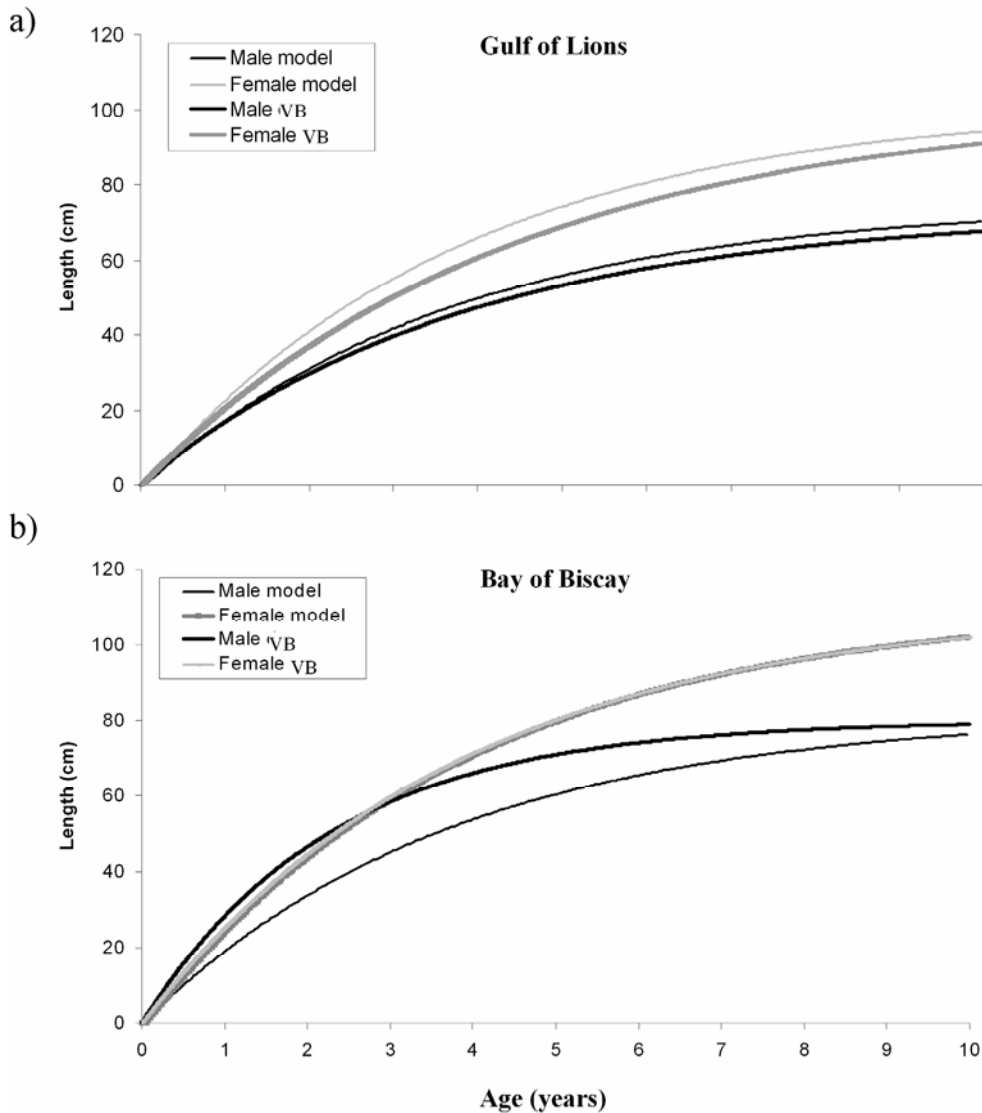 a)
Gulf of Lions
Male model
Female model
Male VB
Female VB
120
100
80
60
40
20
0
Length (cm)
b)
Bay of Biscay
Male model
Female model
Male VB
Female VB
120
100
80
60
40
20
0
Length (cm)
0 1 2 3 4 5 6 7 8 9 10
Age (years)